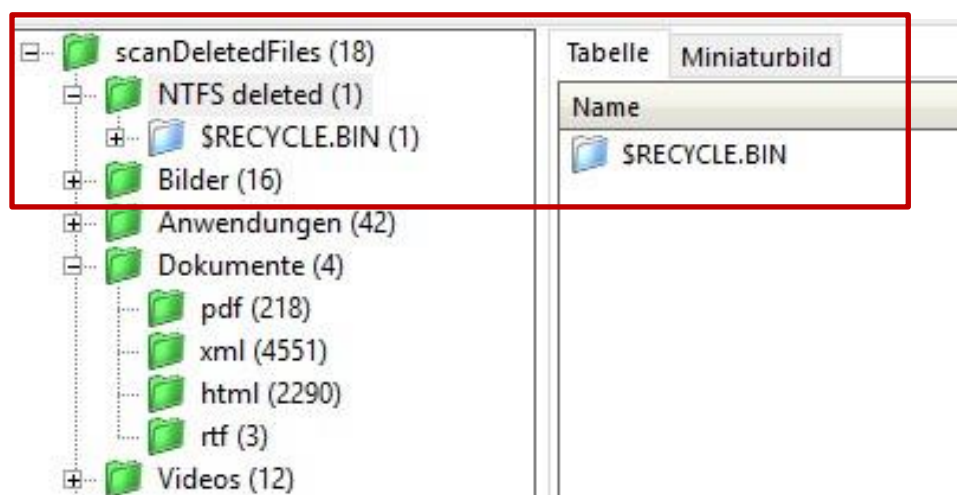 scanDeletedFiles (18)
NTFS deleted (1)
$RECYCLE.BIN (1)
Bilder (16)
Anwendungen (42)
Dokumente (4)
pdf (218)
xml (4551)
html (2290)
rtf (3)
Videos (12)
Tabelle Miniaturbild
Name
$RECYCLE.BIN